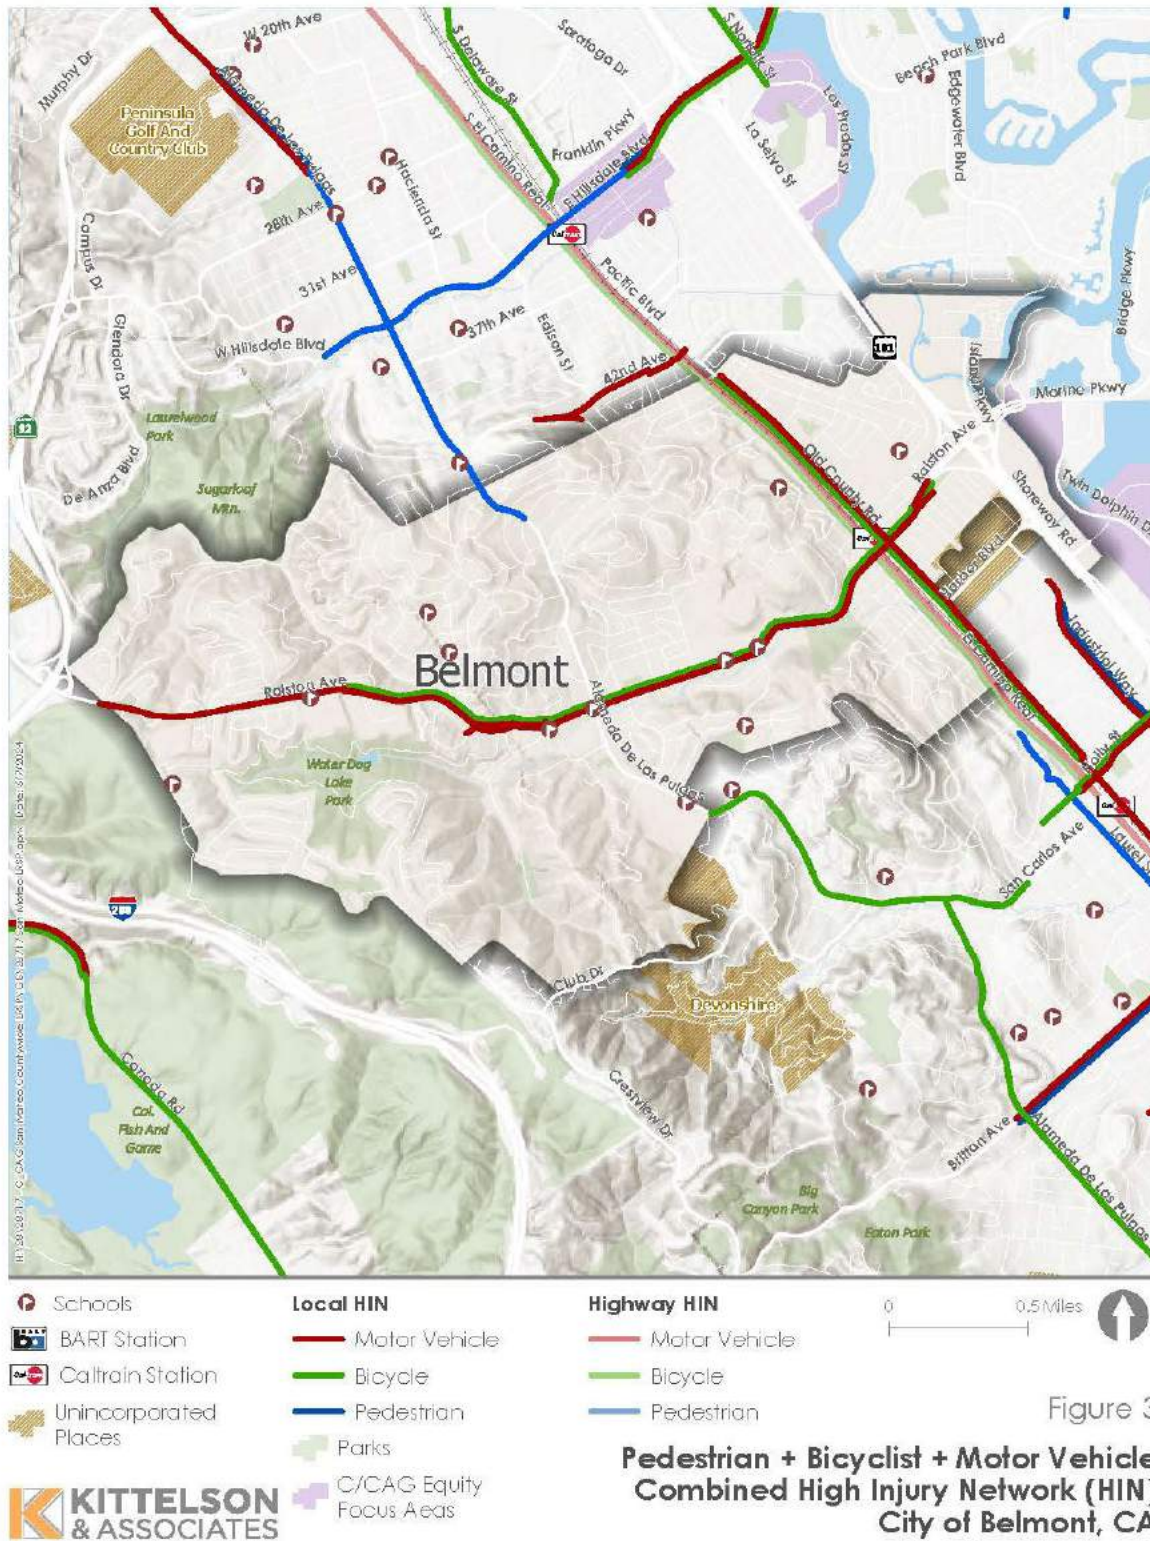 W 20th Ave
Murphy Dr
S Delaware St
Saratoga Dr
S Norfolk St
Beach Park Blvd
Edgewater Blvd
Peninsula
Golf And
Country Club
Alameda De Las Pulgas
S El Camino Real
Franklin Pkwy
E Hillsdale Blvd
La Selva St
Los Prados St
Hacienda St
28th Ave
Campus Dr
31st Ave
Pacific Blvd
Bridge Pkwy
Glendora Dr
W Hillsdale Blvd
37th Ave
Edison St
42nd Ave
101
Island Pkwy
Marine Pkwy
Laurelwood
Park
92
De Anza Blvd
Sugarloaf
Mtn.
Old County Rd
Ralston Ave
Shoreway Rd
Twin Dolphin D
Harbor Blvd
Industrial Way
Belmont
Ralston Ave
El Camino Real
Alameda De Las Pulgas
Holly St
Water Dog
Lake
Park
San Carlos Ave
Laurel S
Club Dr
Devonshire
Canada Rd
Crestview Dr
Col.
Fish And
Game
Brittan Ave
Alameda De Las Pulgas
Big
Canyon Park
Eaton Park
Schools
BART Station
Caltrain Station
Unincorporated
Places
Local HIN
Motor Vehicle
Bicycle
Pedestrian
Parks
C/CAG Equity
Focus Aeas
Highway HIN
Motor Vehicle
Bicycle
Pedestrian
0 0.5 Miles
Figure 3
Pedestrian + Bicyclist + Motor Vehicle
Combined High Injury Network (HIN)
City of Belmont, CA
KITTELSON
& ASSOCIATES